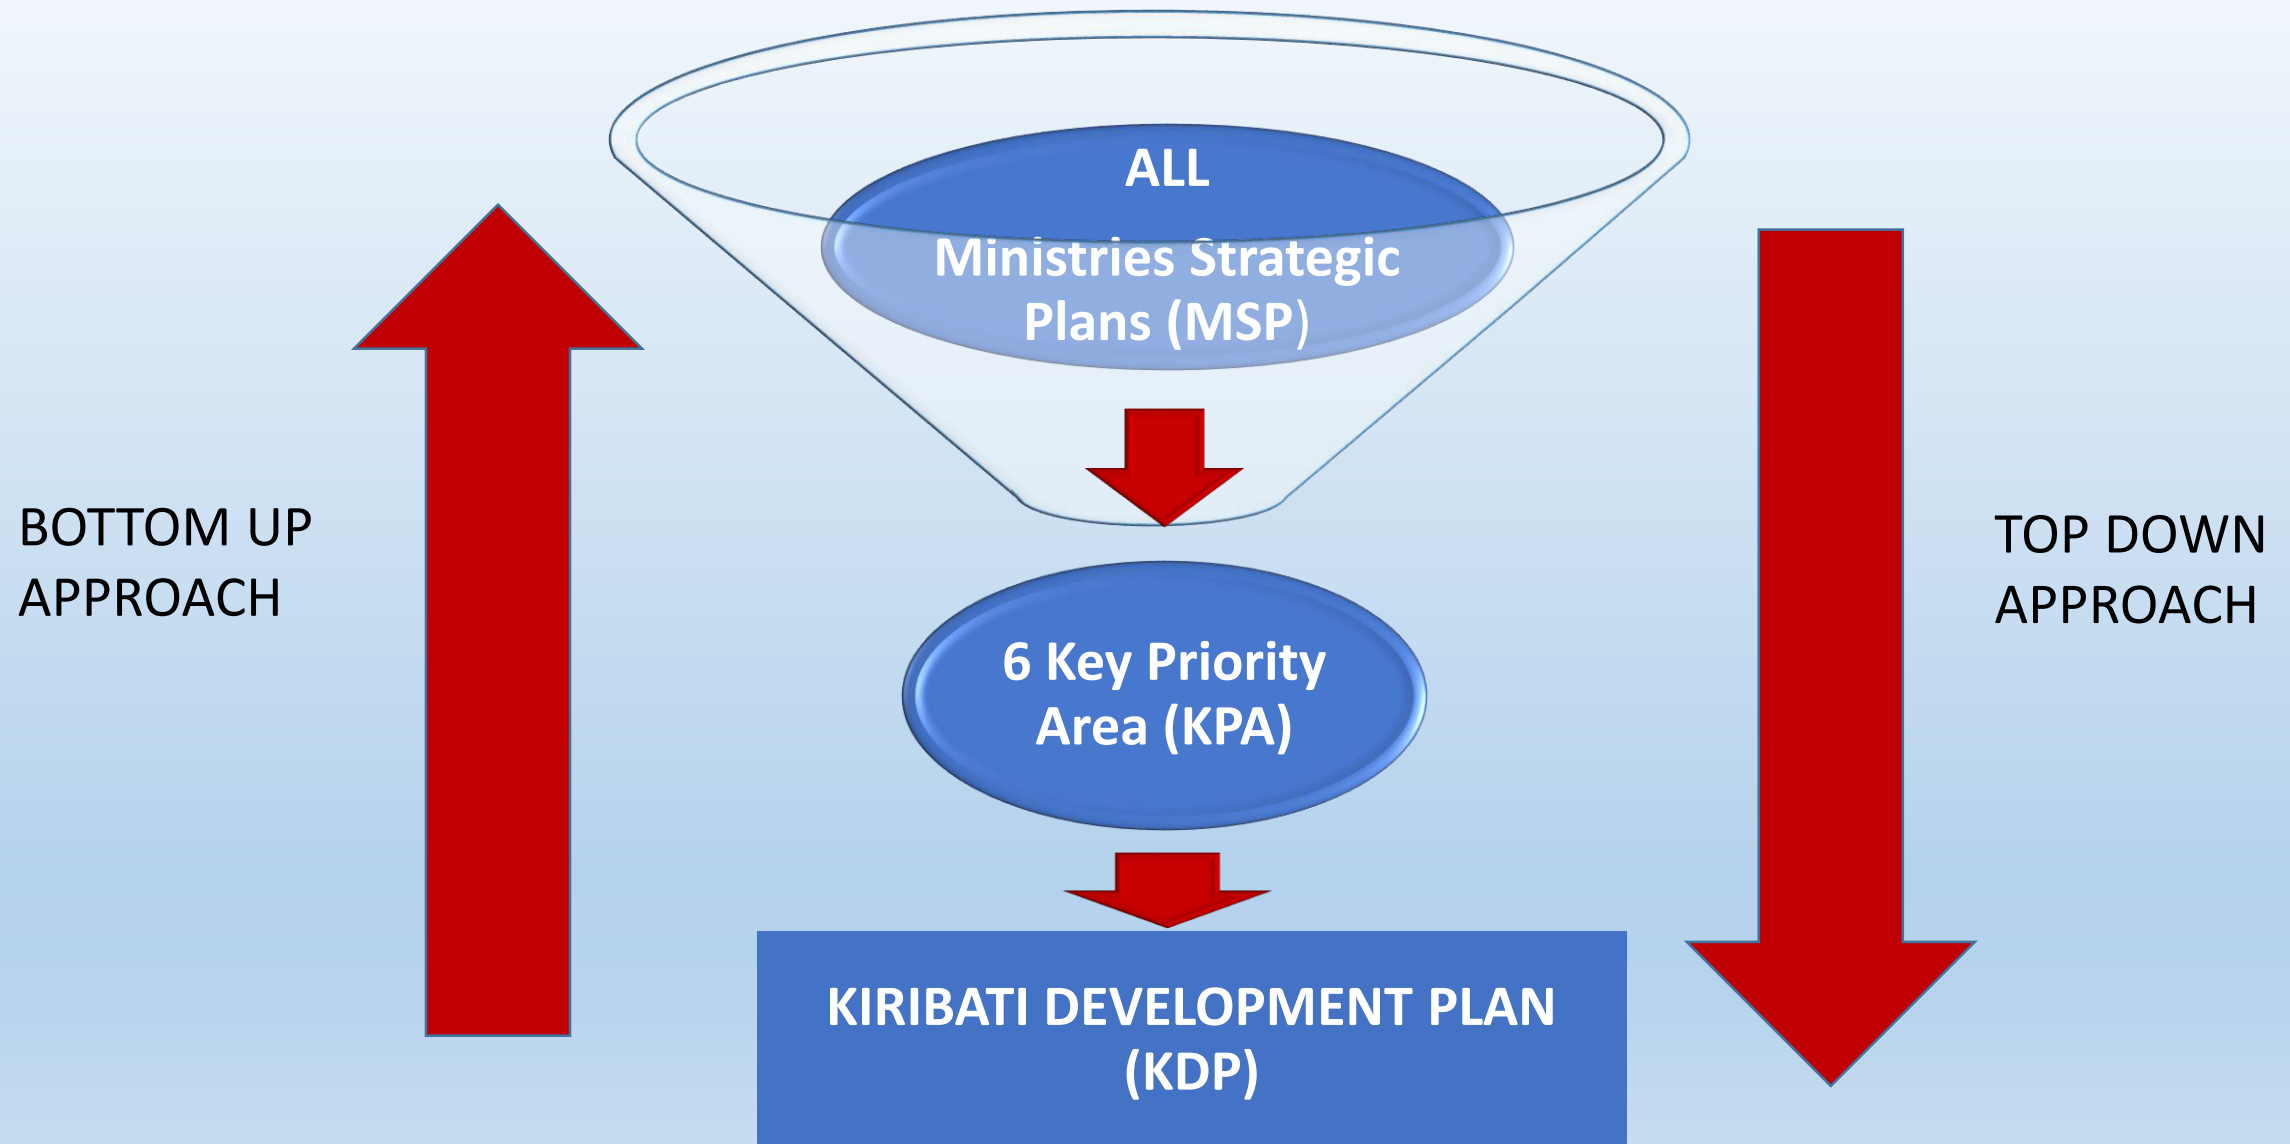 ALL
Ministries Strategic
Plans (MSP)
BOTTOM UP
APPROACH
TOP DOWN
APPROACH
6 Key Priority
Area (KPA)
KIRIBATI DEVELOPMENT PLAN
(KDP)